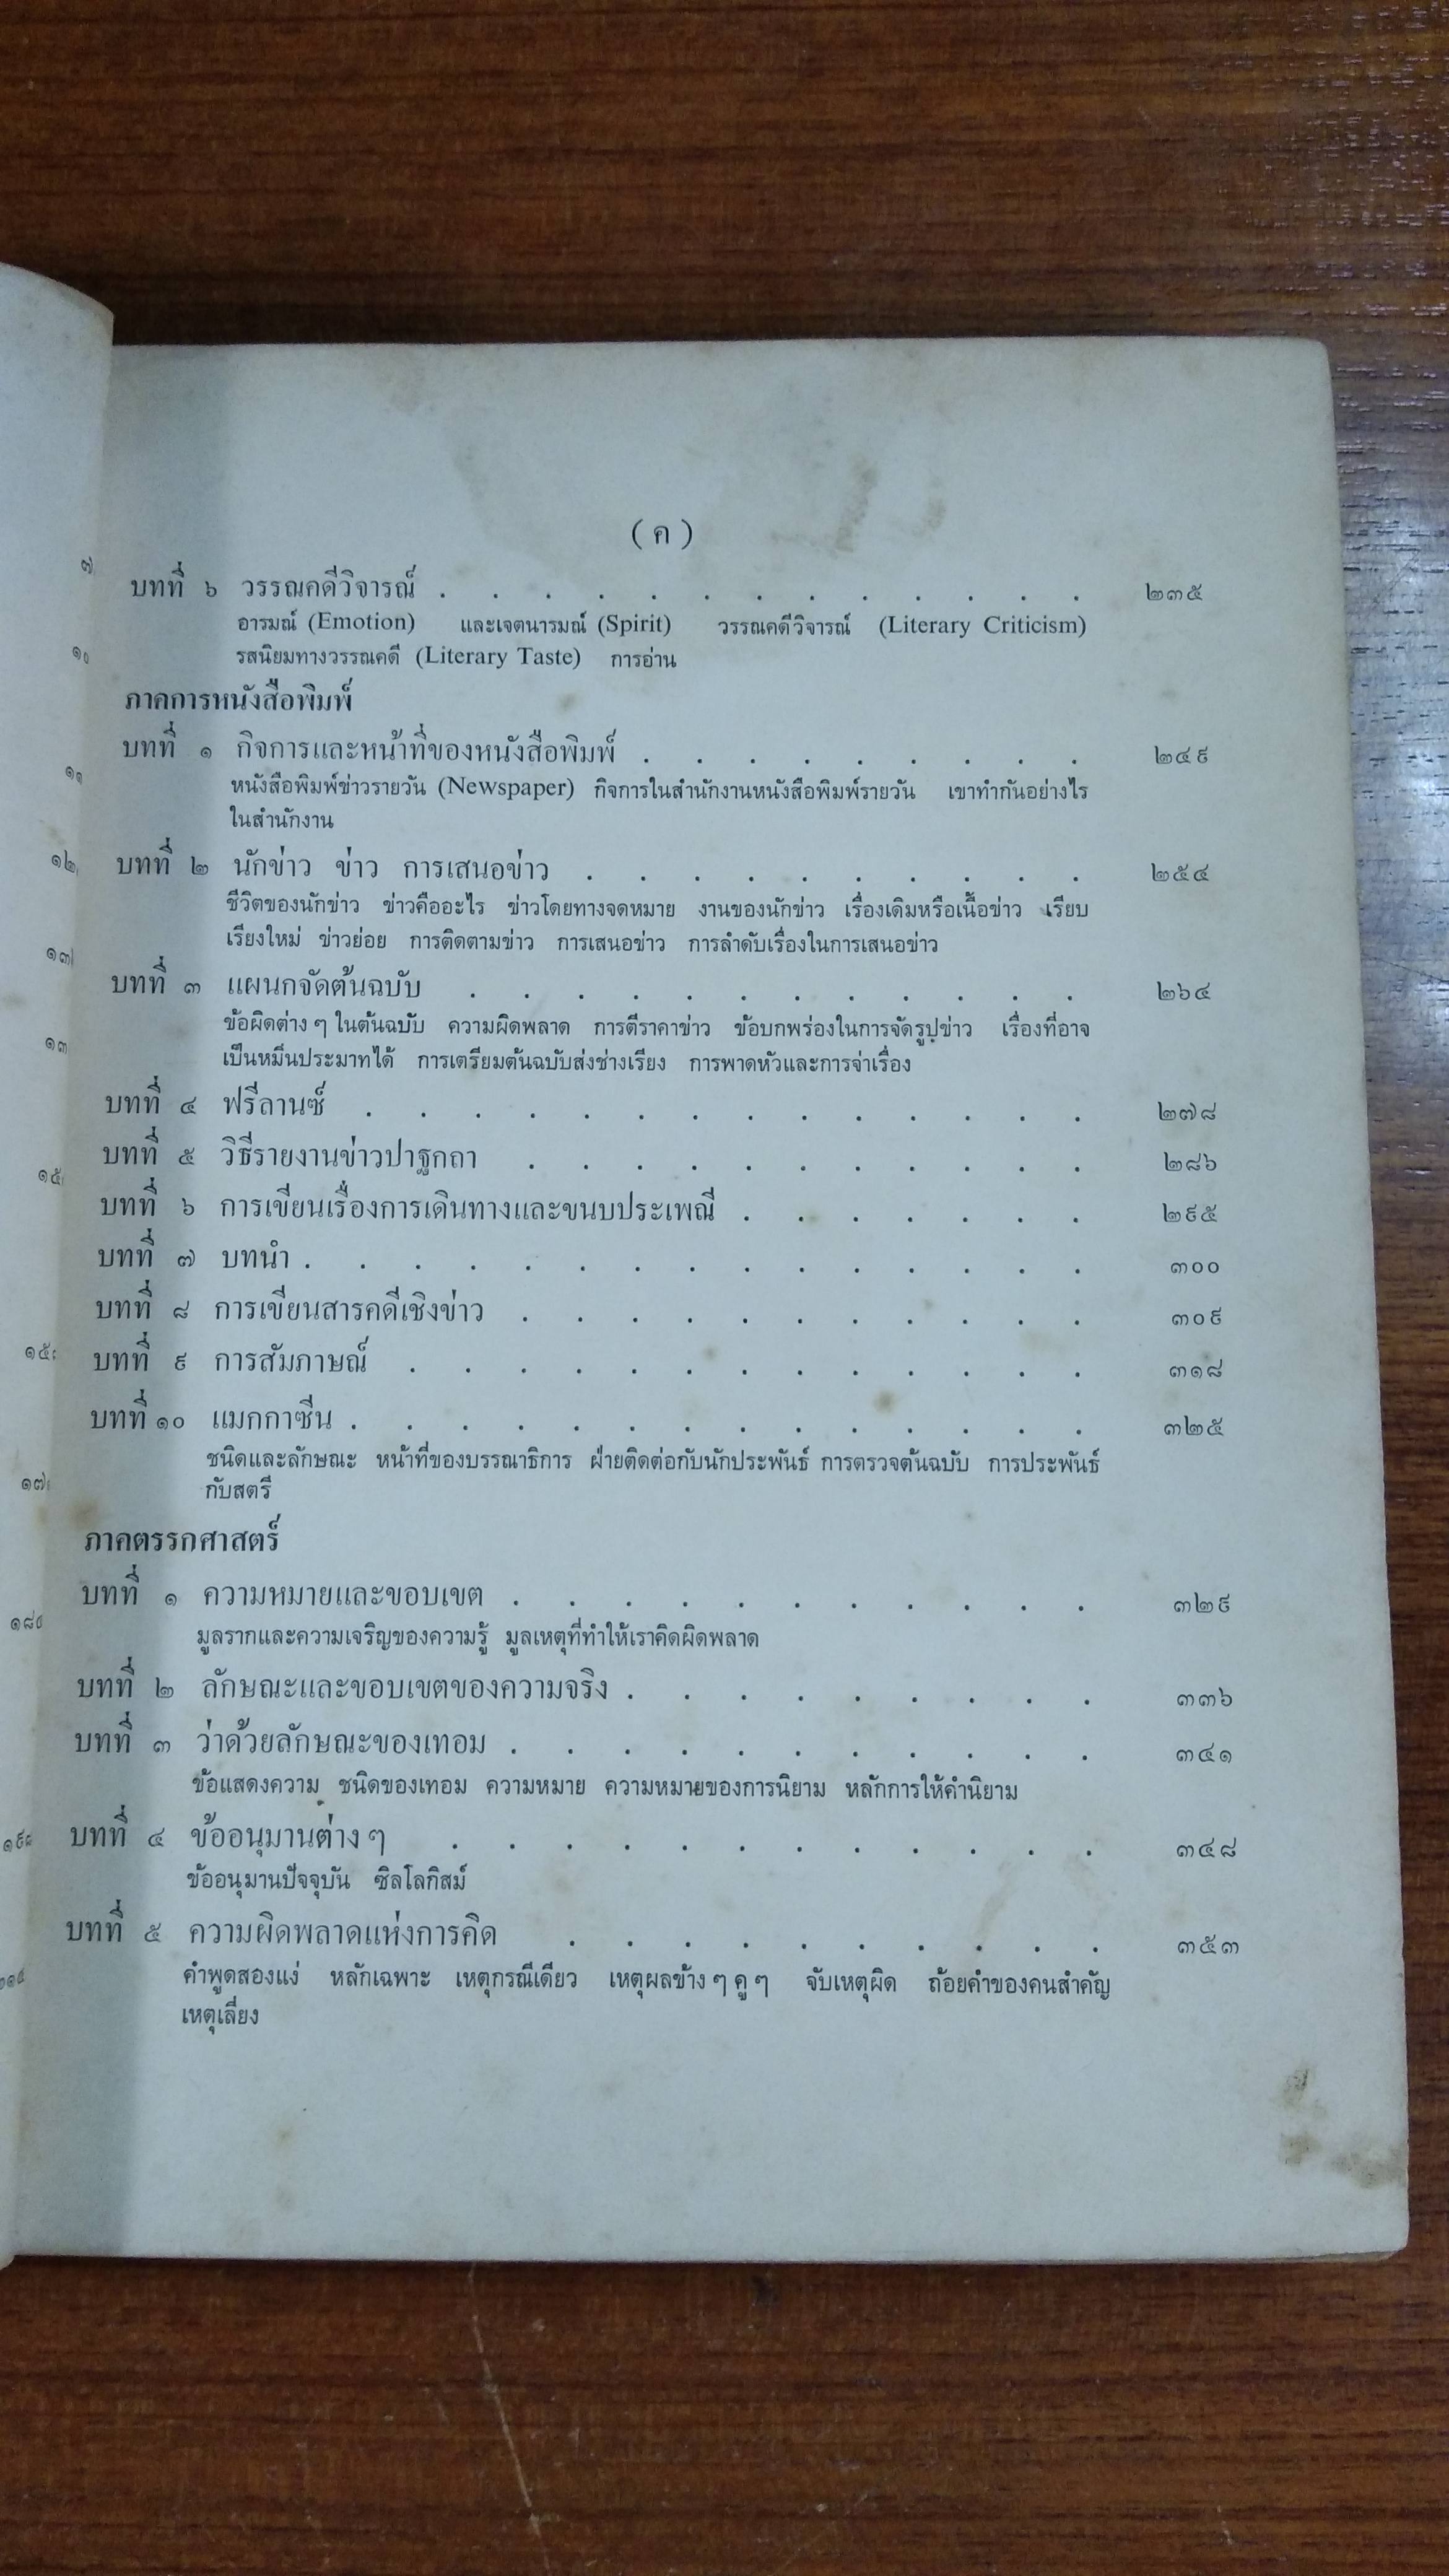 ( ค )
บทที่ ๖ วรรณคดีวิจารณ์ . . . . . . . . . . . . . ๒๓๕
อารมณ์ (Emotion) และเจตนารมณ์ (Spirit) วรรณคดีวิจารณ์ (Literary Criticism)
รสนิยมทางวรรณคดี (Literary Taste) การอ่าน
ภาคการหนังสือพิมพ์
บทที่ ๑ กิจการและหน้าที่ของหนังสือพิมพ์ . . . . . . . . . ๒๔๙
หนังสือพิมพ์ข่าวรายวัน (Newspaper) กิจการในสำนักงานหนังสือพิมพ์รายวัน เขาทำกันอย่างไร
ในสำนักงาน
บทที่ ๒ นักข่าว ข่าว การเสนอข่าว . . . . . . . . . . ๒๕๔
ชีวิตของนักข่าว ข่าวคืออะไร ข่าวโดยทางจดหมาย งานของนักข่าว เรื่องเดิมหรือเนื้อข่าว เรียบ
เรียงใหม่ ข่าวย่อย การติดตามข่าว การเสนอข่าว การลำดับเรื่องในการเสนอข่าว
บทที่ ๓ แผนกจัดต้นฉบับ . . . . . . . . . . . . ๒๖๔
ข้อผิดต่าง ๆ ในต้นฉบับ ความผิดพลาด การตีราคาข่าว ข้อบกพร่องในการจัดรูปข่าว เรื่องที่อาจ
เป็นหมิ่นประมาทได้ การเตรียมต้นฉบับส่งช่างเรียง การพาดหัวและการจ่าเรื่อง
บทที่ ๔ ฟรีลานซ์ . . . . . . . . . . . . . . ๒๗๘
บทที่ ๕ วิธีรายงานข่าวปาฐกถา . . . . . . . . . . . ๒๘๖
บทที่ ๖ การเขียนเรื่องการเดินทางและขนบประเพณี . . . . . . . ๒๙๕
บทที่ ๗ บทนำ . . . . . . . . . . . . . . . ๓๐๐
บทที่ ๘ การเขียนสารคดีเชิงข่าว . . . . . . . . . . . ๓๐๙
บทที่ ๙ การสัมภาษณ์ . . . . . . . . . . . . . ๓๑๘
บทที่ ๑๐ แมกกาซีน . . . . . . . . . . . . . . ๓๒๕
ชนิดและลักษณะ หน้าที่ของบรรณาธิการ ฝ่ายติดต่อกับนักประพันธ์ การตรวจต้นฉบับ การประพันธ์
กับสตรี
ภาคตรรกศาสตร์
บทที่ ๑ ความหมายและขอบเขต . . . . . . . . . . . ๓๒๙
มูลรากและความเจริญของความรู้ มูลเหตุที่ทำให้เราคิดผิดพลาด
บทที่ ๒ ลักษณะและขอบเขตของความจริง . . . . . . . . . ๓๓๖
บทที่ ๓ ว่าด้วยลักษณะของเทอม . . . . . . . . . . . ๓๔๑
ข้อแสดงความ ชนิดของเทอม ความหมาย ความหมายของการนิยาม หลักการให้คำนิยาม
บทที่ ๔ ข้ออนุมานต่าง ๆ . . . . . . . . . . . . ๓๔๘
ข้ออนุมานปัจจุบัน ซิลโลกิสม์
บทที่ ๕ ความผิดพลาดแห่งการคิด . . . . . . . . . . ๓๕๓
คำพูดสองแง่ หลักเฉพาะ เหตุกรณีเดียว เหตุผลข้าง ๆ คู ๆ จับเหตุผิด ถ้อยคำของคนสำคัญ
เหตุเลี่ยง